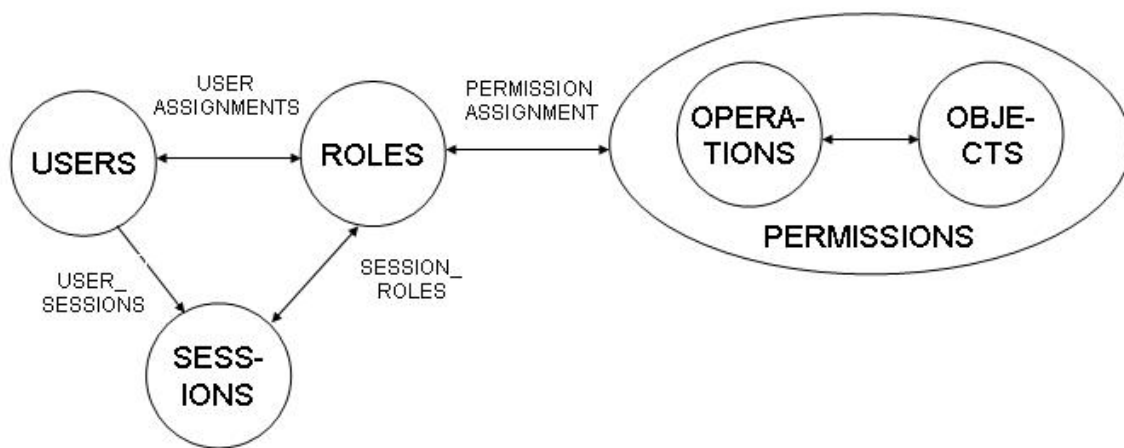 USER
ASSIGNMENTS
PERMISSION
ASSIGNMENT
USERS
ROLES
OPERA-
TIONS
OBJE-
CTS
PERMISSIONS
USER_
SESSIONS
SESSION_
ROLES
SESS-
IONS